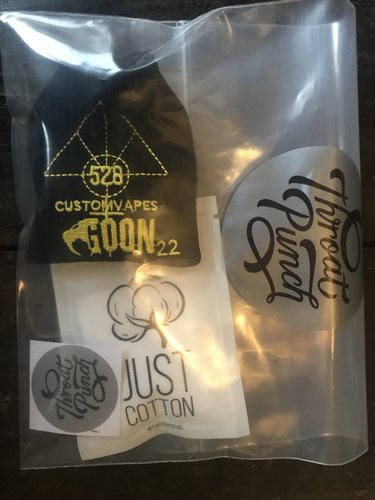 528
CUSTOMVAPES
GOON22
Throat
Punch
JUST
COTTON
Throat
Punch